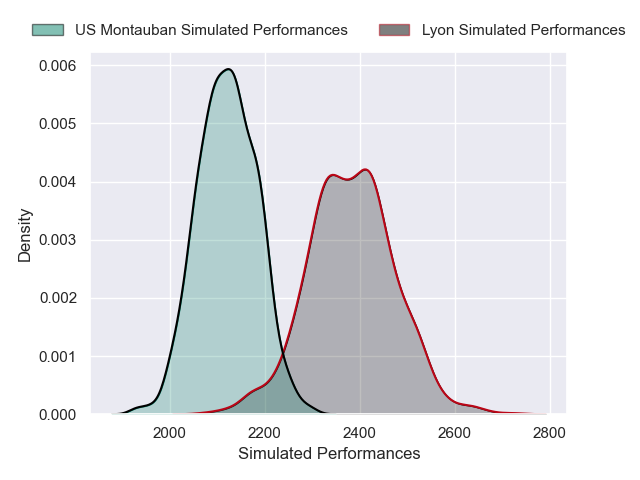 US Montauban Simulated Performances Lyon Simulated Performances
0.006
0.005
0.004
0.003
0.002
0.001
0.000
Density
2000 2200 2400 2600 2800
Simulated Performances